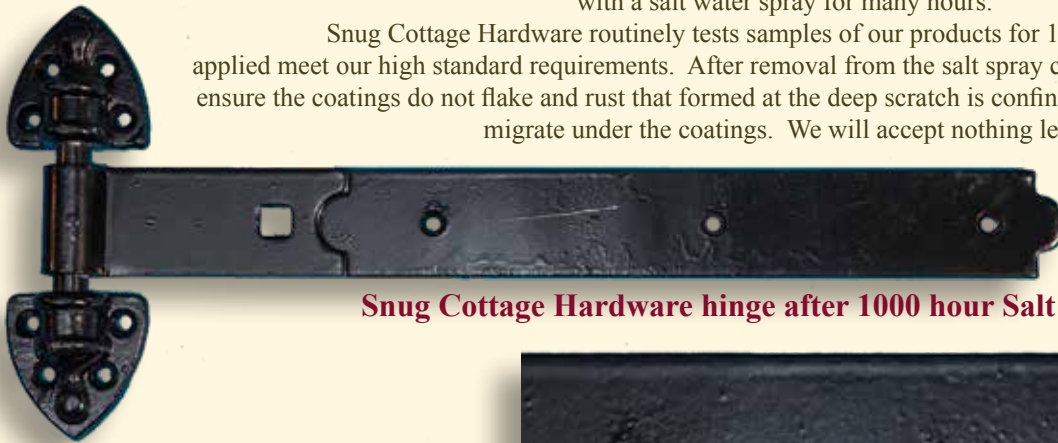 with a salt water spray for many hours.
Snug Cottage Hardware routinely tests samples of our products for 1
applied meet our high standard requirements. After removal from the salt spray c
ensure the coatings do not flake and rust that formed at the deep scratch is confin
migrate under the coatings. We will accept nothing le
Snug Cottage Hardware hinge after 1000 hour Salt